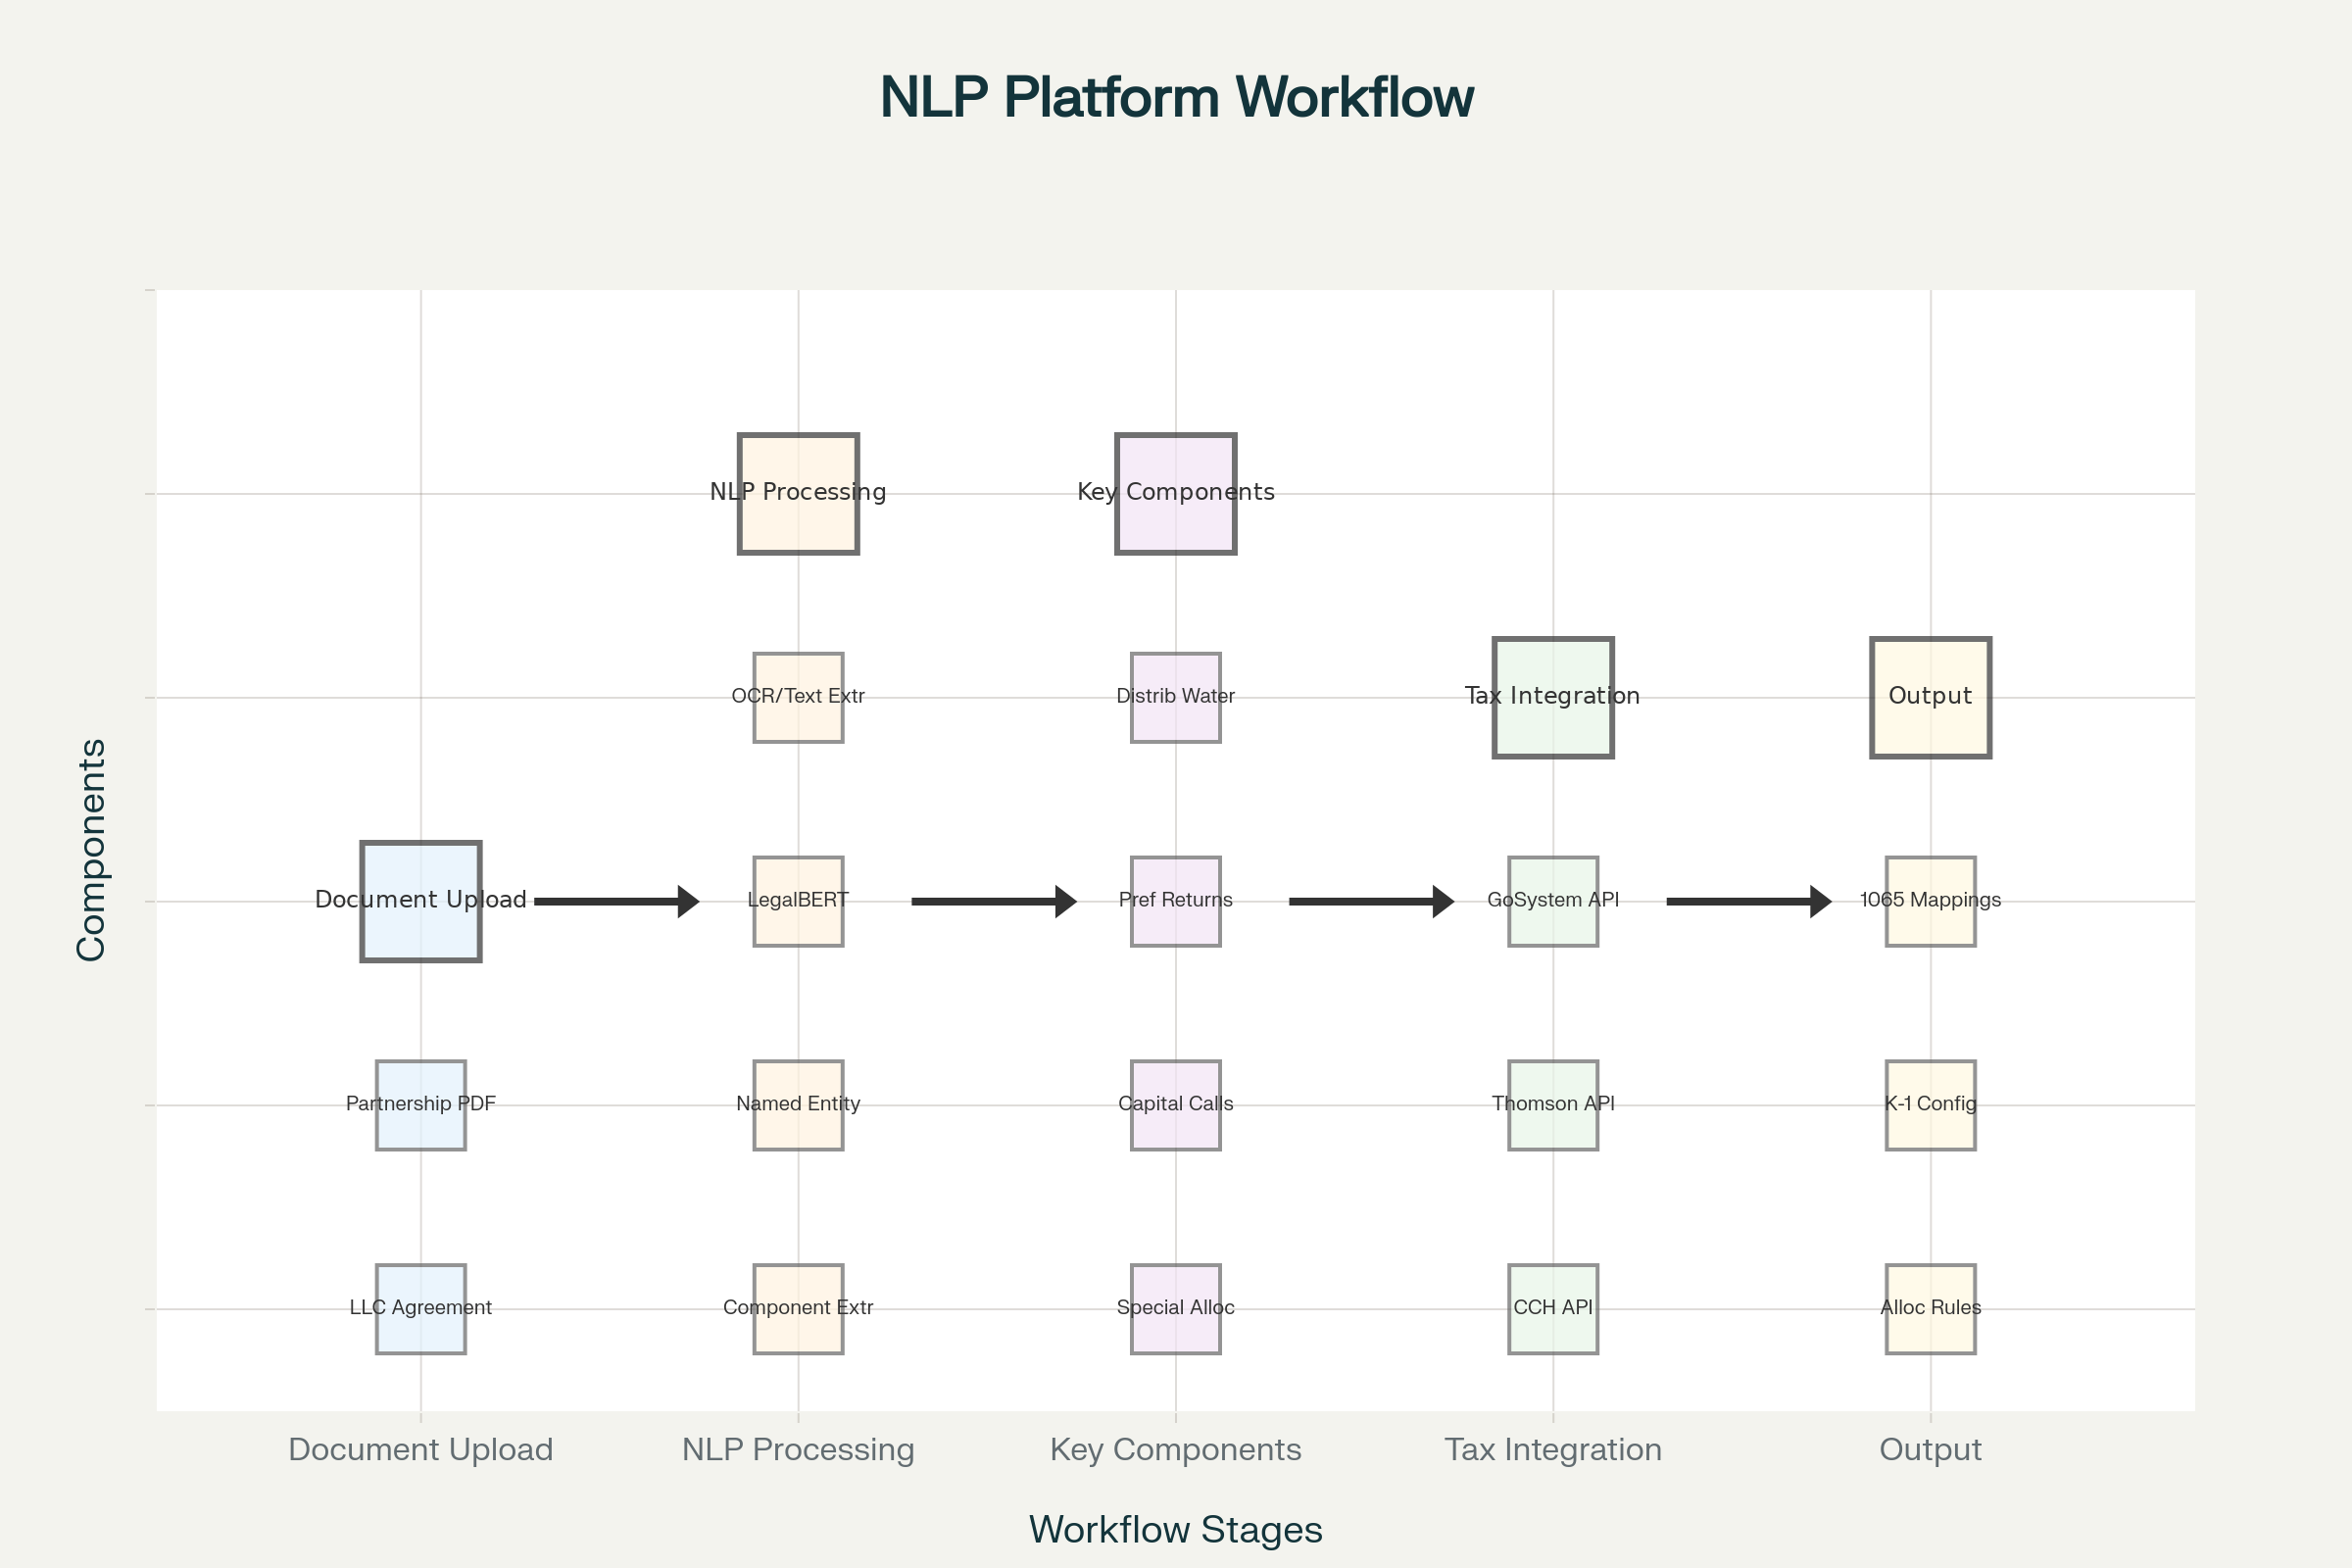 NLP Platform Workflow
NLP Processing
Key Components
OCR/Text Extr
Distrib Water
Tax Integration
Output
Document Upload
LegalBERT
Pref Returns
GoSystem API
1065 Mappings
Partnership PDF
Named Entity
Capital Calls
Thomson API
K-1 Config
LLC Agreement
Component Extr
Special Alloc
CCH API
Alloc Rules
Components
Document Upload
NLP Processing
Key Components
Tax Integration
Output
Workflow Stages